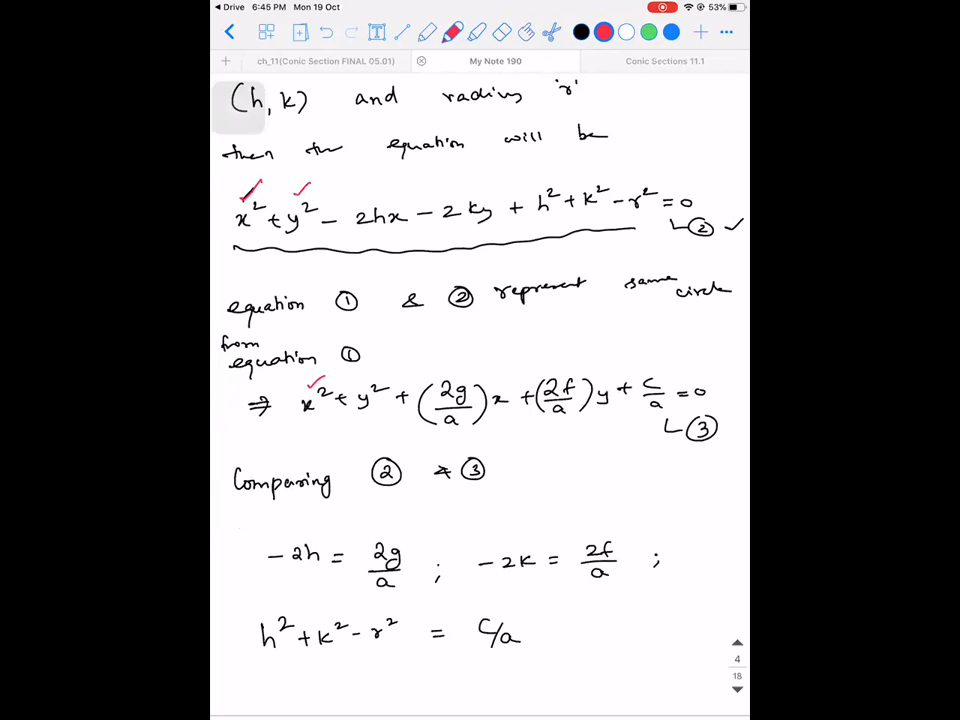 Drive 6:45 PM Mon 19 Oct 53%
ch_11(Conic Section FINAL 05.01) My Note 190 Conic Sections 11.1
(h, k) and radius 'r'
then the equation will be
x² + y² - 2hx - 2ky + h² + k² - r² = 0
②
equation ① & ② represent same
circle
from
equation ①
⇒ x² + y² + (2g/a)x + (2f/a)y + c/a = 0
③
Comparing ② & ③
-2h = 2g/a ; -2k = 2f/a ;
h² + k² - r² = c/a
4
18